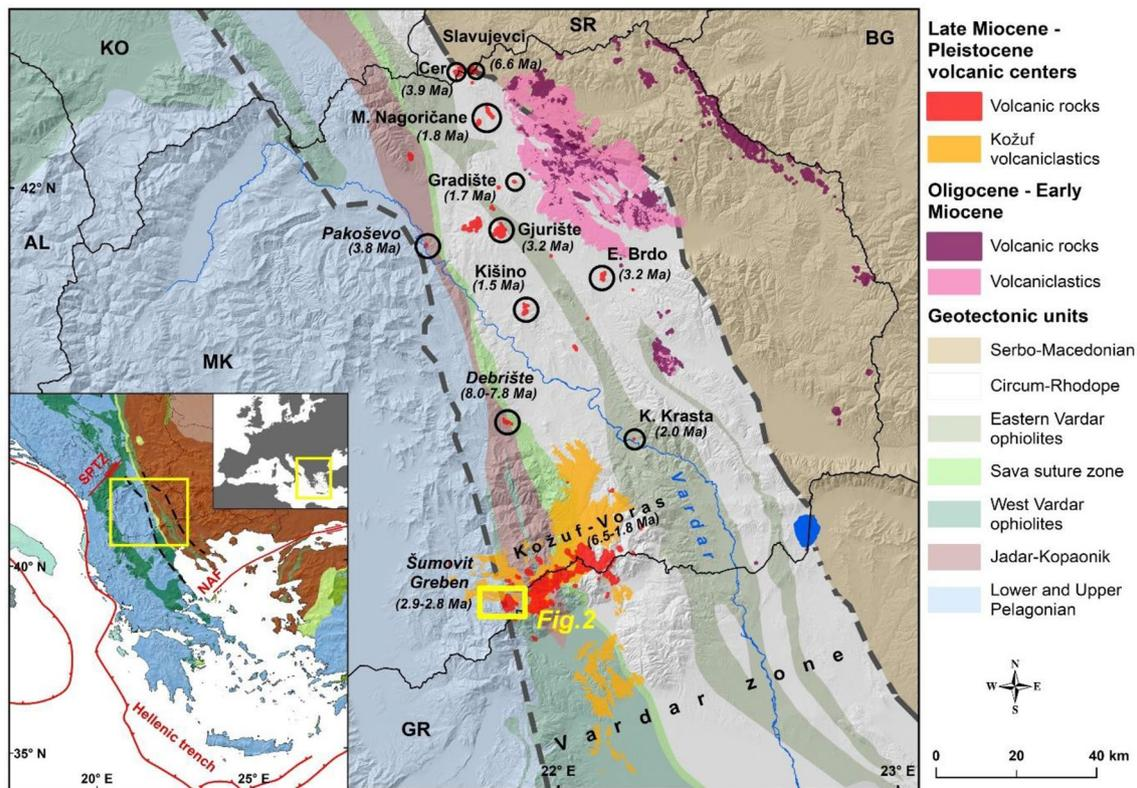 KO
SR
BG
Slavujevci
(6.6 Ma)
Cer
(3.9 Ma)
M. Nagoričane
(1.8 Ma)
42° N
Gradište
(1.7 Ma)
AL
Pakoševo
(3.8 Ma)
Gjurište
(3.2 Ma)
E. Brdo
(3.2 Ma)
Kišino
(1.5 Ma)
MK
Debrište
(8.0-7.8 Ma)
K. Krasta
(2.0 Ma)
Vardar
Kožuf-Voras
(6.5-1.8 Ma)
Šumovit
Greben
(2.9-2.8 Ma)
Fig.2
GR
Vardar zone
22° E
23° E
SPTZ
40° N
NAF
Hellenic trench
35° N
20° E
25° E
Late Miocene -
Pleistocene
volcanic centers
Volcanic rocks
Kožuf
volcaniclastics
Oligocene - Early
Miocene
Volcanic rocks
Volcaniclastics
Geotectonic units
Serbo-Macedonian
Circum-Rhodope
Eastern Vardar
ophiolites
Sava suture zone
West Vardar
ophiolites
Jadar-Kopaonik
Lower and Upper
Pelagonian
N
W E
S
0 20 40 km